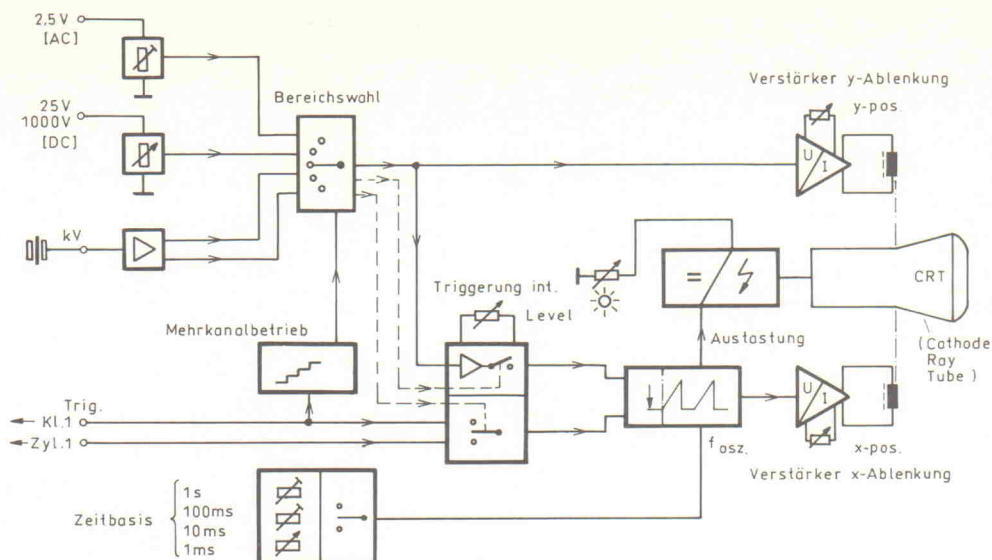 2,5 V
[AC]
25 V
1000 V
[DC]
kV
Bereichswahl
Verstärker y-Ablenkung
y-pos.
U
I
Triggerung int.
Level
=
CRT
(Cathode
Ray
Tube)
Austastung
Mehrkanalbetrieb
Trig.
Kl.1
Zyl.1
fosz.
U
I
x-pos.
Verstärker x-Ablenkung
Zeitbasis
1s
100ms
10ms
1ms